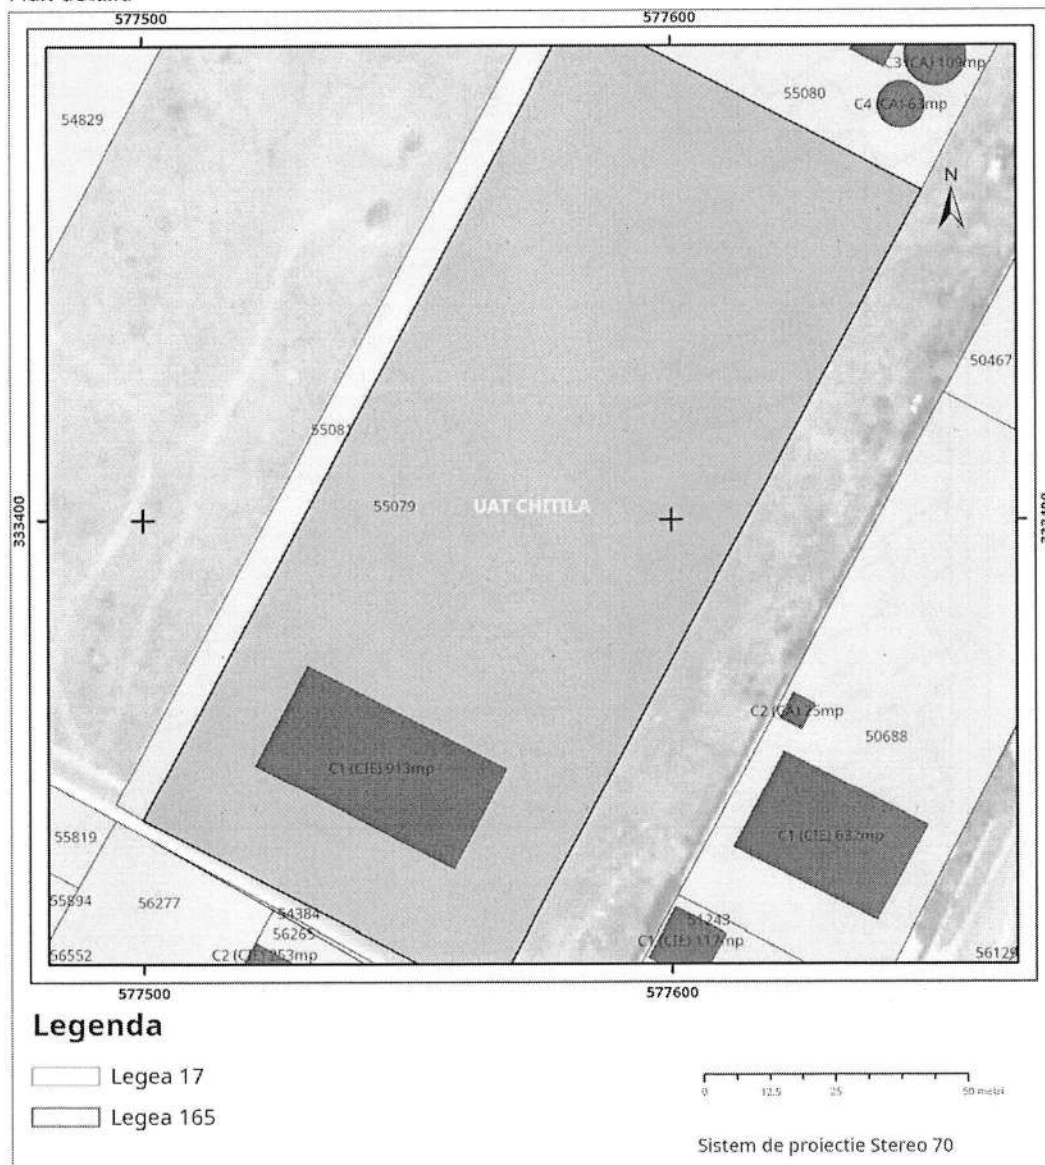 577500
577600
C3 (CA) 109mp
55080
C4 (CA) 63mp
54829
N
50467
55081
55079
UAT CHITILA
333400
333400
C2 (CA) 25mp
50688
C1 (CIE) 913mp
C1 (CIE) 632mp
55819
55894
56277
54384
56265
51243
C1 (CIE) 117mp
56552
C2 (CIE) 253mp
56129
577500
577600
Legenda
Legea 17
Legea 165
0 12.5 25 50 metri
Sistem de proiectie Stereo 70